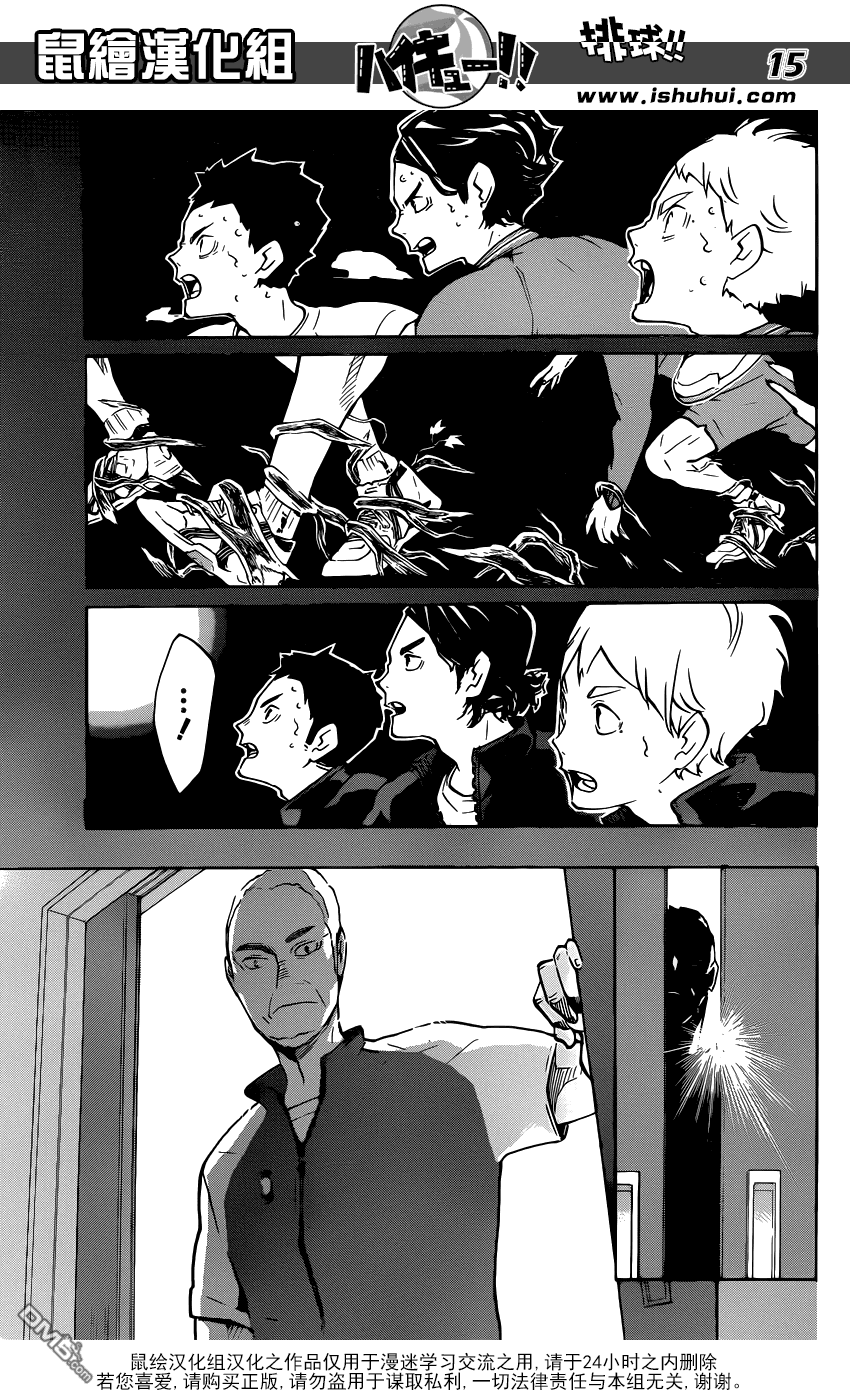 鼠繪漢化組
ハイキュー!!
排球!!
15
www.ishuhui.com
…!
DM5.com
鼠绘汉化组汉化之作品仅用于漫迷学习交流之用,请于24小时之内删除
若您喜爱,请购买正版,请勿盗用于谋取私利,一切法律责任与本组无关,谢谢。